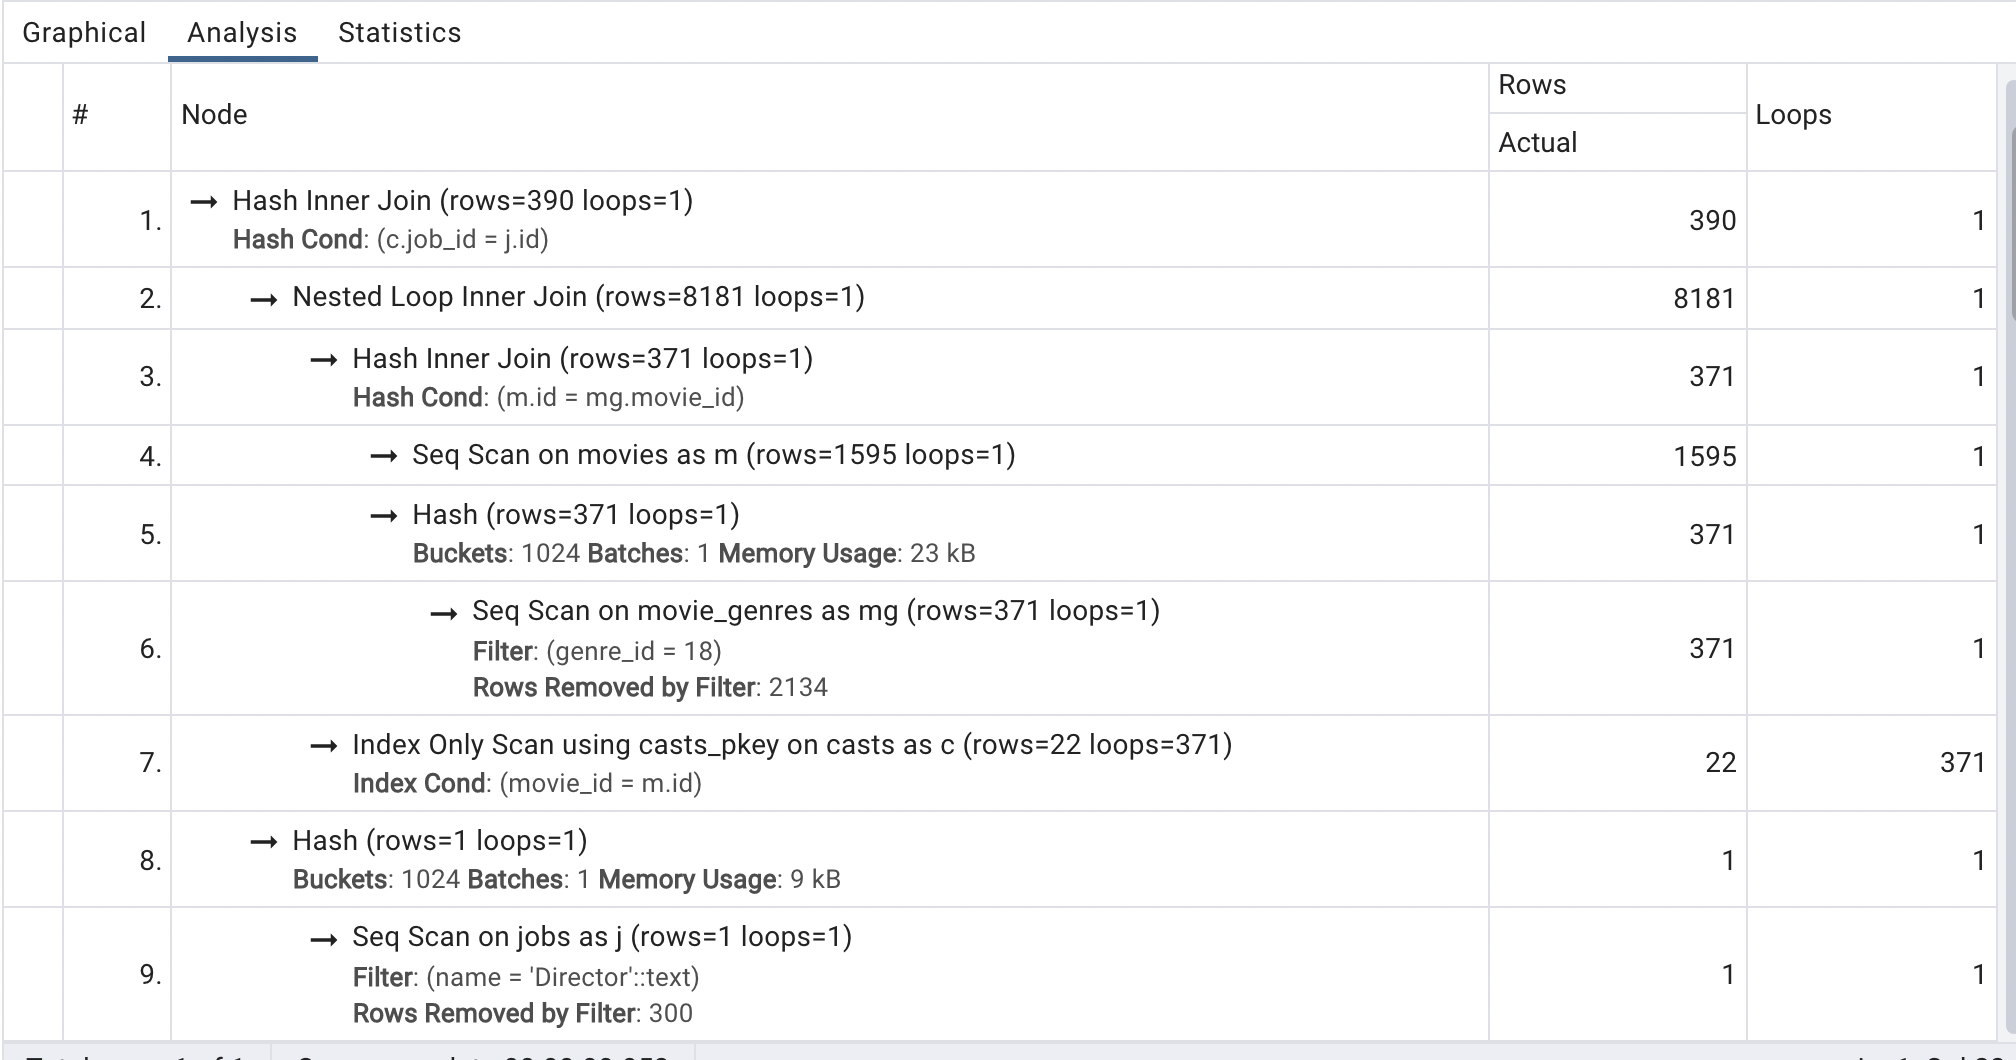 Graphical Analysis Statistics
# Node Rows Loops
Actual
1. → Hash Inner Join (rows=390 loops=1) 390 1
Hash Cond: (c.job_id = j.id)
2. → Nested Loop Inner Join (rows=8181 loops=1) 8181 1
3. → Hash Inner Join (rows=371 loops=1) 371 1
Hash Cond: (m.id = mg.movie_id)
4. → Seq Scan on movies as m (rows=1595 loops=1) 1595 1
5. → Hash (rows=371 loops=1) 371 1
Buckets: 1024 Batches: 1 Memory Usage: 23 kB
6. → Seq Scan on movie_genres as mg (rows=371 loops=1) 371 1
Filter: (genre_id = 18)
Rows Removed by Filter: 2134
7. → Index Only Scan using casts_pkey on casts as c (rows=22 loops=371) 22 371
Index Cond: (movie_id = m.id)
8. → Hash (rows=1 loops=1) 1 1
Buckets: 1024 Batches: 1 Memory Usage: 9 kB
9. → Seq Scan on jobs as j (rows=1 loops=1) 1 1
Filter: (name = 'Director'::text)
Rows Removed by Filter: 300